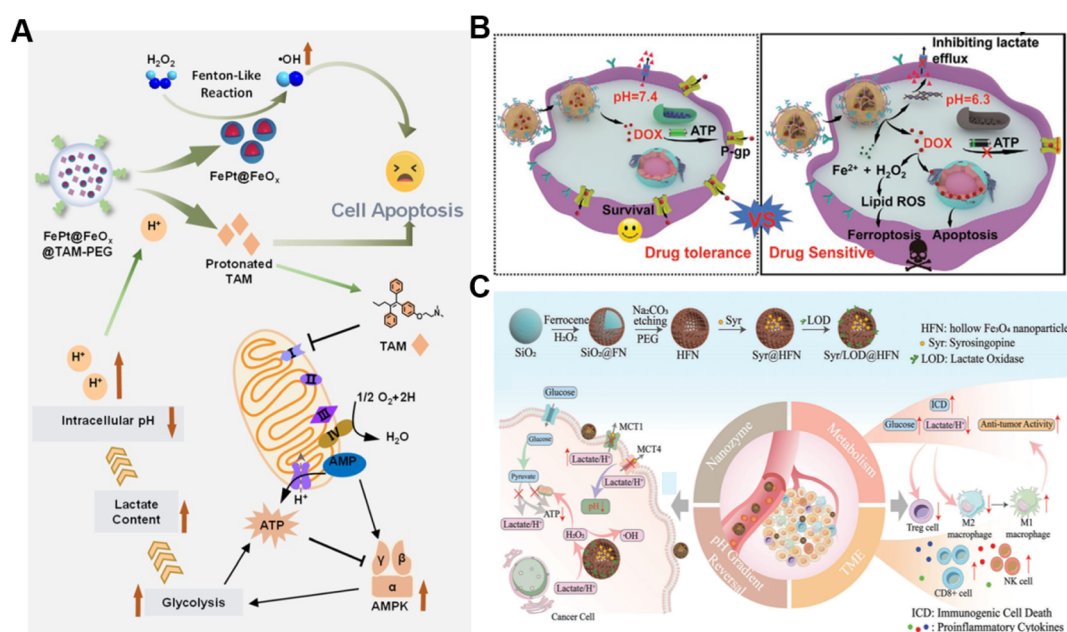 A
H₂O₂
•OH
Fenton-Like
Reaction
FePt@FeOₓ
FePt@FeOₓ
@TAM-PEG
H⁺
Cell Apoptosis
Protonated
TAM
TAM
H⁺
H⁺
Intracellular pH
Lactate
Content
Glycolysis
I
II
III
IV
1/2 O₂+2H
H₂O
AMP
H⁺
ATP
γ
β
α
AMPK
B
pH=7.4
DOX
ATP
P-gp
Survival
Drug tolerance
VS
Inhibiting lactate
efflux
pH=6.3
DOX
ATP
Fe²⁺ + H₂O₂
Lipid ROS
Ferroptosis
Apoptosis
Drug Sensitive
C
SiO₂
Ferrocene
H₂O₂
SiO₂@FN
Na₂CO₃
etching
PEG
HFN
Syr
Syr@HFN
LOD
Syr/LOD@HFN
HFN: hollow Fe₃O₄ nanoparticle
Syr: Syrosingopine
LOD: Lactate Oxidase
Glucose
Glucose
Pyruvate
ATP
Lactate/H⁺
MCT1
Lactate/H⁺
MCT4
Lactate/H⁺
pH
H₂O₂
·OH
Lactate/H⁺
Cancer Cell
Nanozyme
Metabolism
pH Gradient
Reversal
TME
ICD
Glucose
Lactate/H⁺
Anti-tumor Activity
Treg cell
M2
macrophage
M1
macrophage
CD8+ cell
NK cell
ICD: Immunogenic Cell Death
: Proinflammatory Cytokines